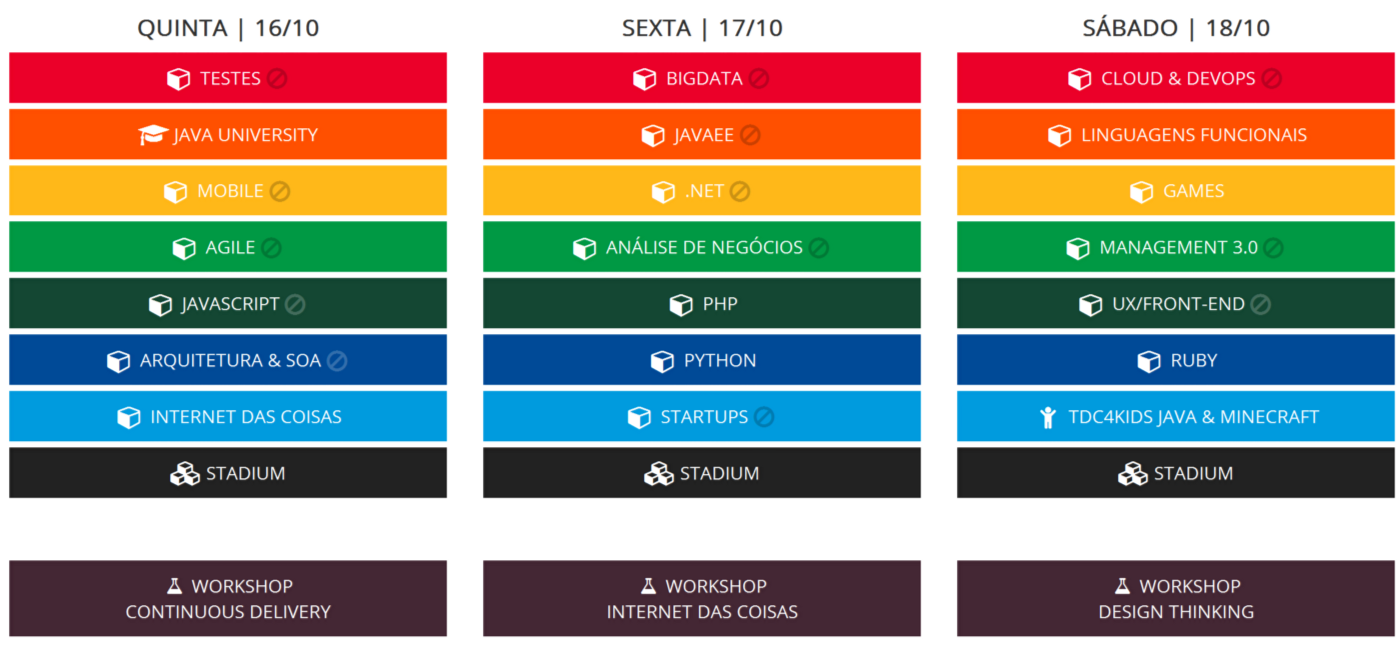 QUINTA | 16/10
TESTES
JAVA UNIVERSITY
MOBILE
AGILE
JAVASCRIPT
ARQUITETURA & SOA
INTERNET DAS COISAS
STADIUM
WORKSHOP
CONTINUOUS DELIVERY
SEXTA | 17/10
BIGDATA
JAVAEE
.NET
ANÁLISE DE NEGÓCIOS
PHP
PYTHON
STARTUPS
STADIUM
WORKSHOP
INTERNET DAS COISAS
SÁBADO | 18/10
CLOUD & DEVOPS
LINGUAGENS FUNCIONAIS
GAMES
MANAGEMENT 3.0
UX/FRONT-END
RUBY
TDC4KIDS JAVA & MINECRAFT
STADIUM
WORKSHOP
DESIGN THINKING